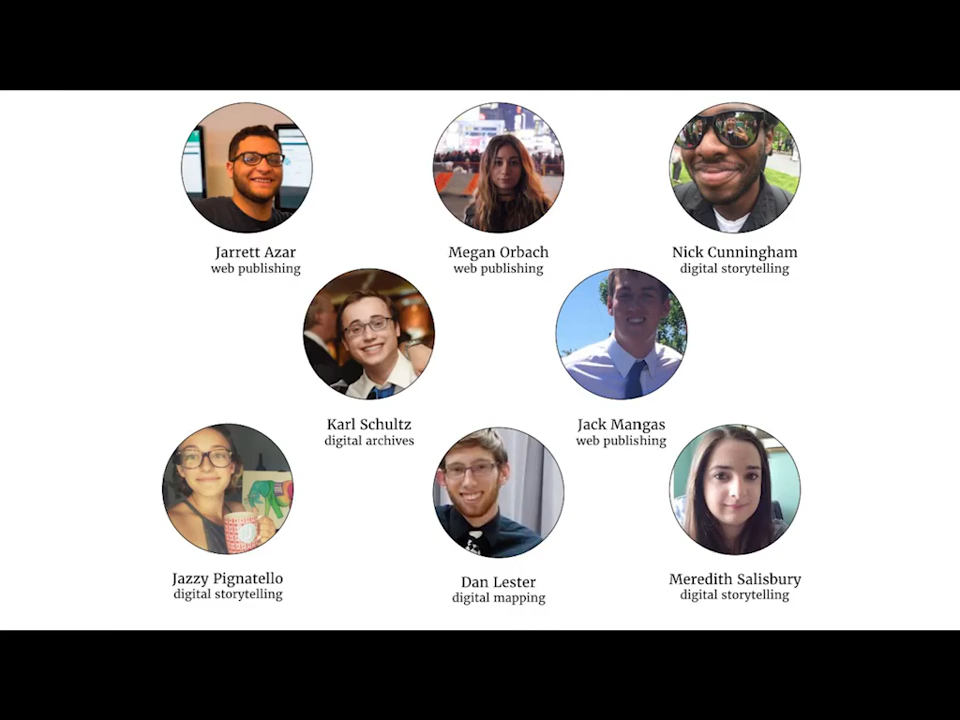 Jarrett Azar
web publishing
Megan Orbach
web publishing
Nick Cunningham
digital storytelling
Karl Schultz
digital archives
Jack Mangas
web publishing
Jazzy Pignatello
digital storytelling
Dan Lester
digital mapping
Meredith Salisbury
digital storytelling